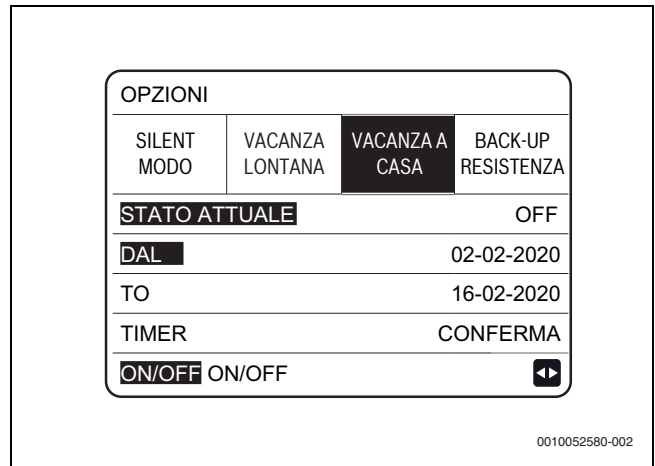 OPZIONI
SILENT MODO
VACANZA LONTANA
VACANZA A CASA
BACK-UP RESISTENZA
STATO ATTUALE OFF
DAL 02-02-2020
TO 16-02-2020
TIMER CONFERMA
ON/OFF ON/OFF
0010052580-002